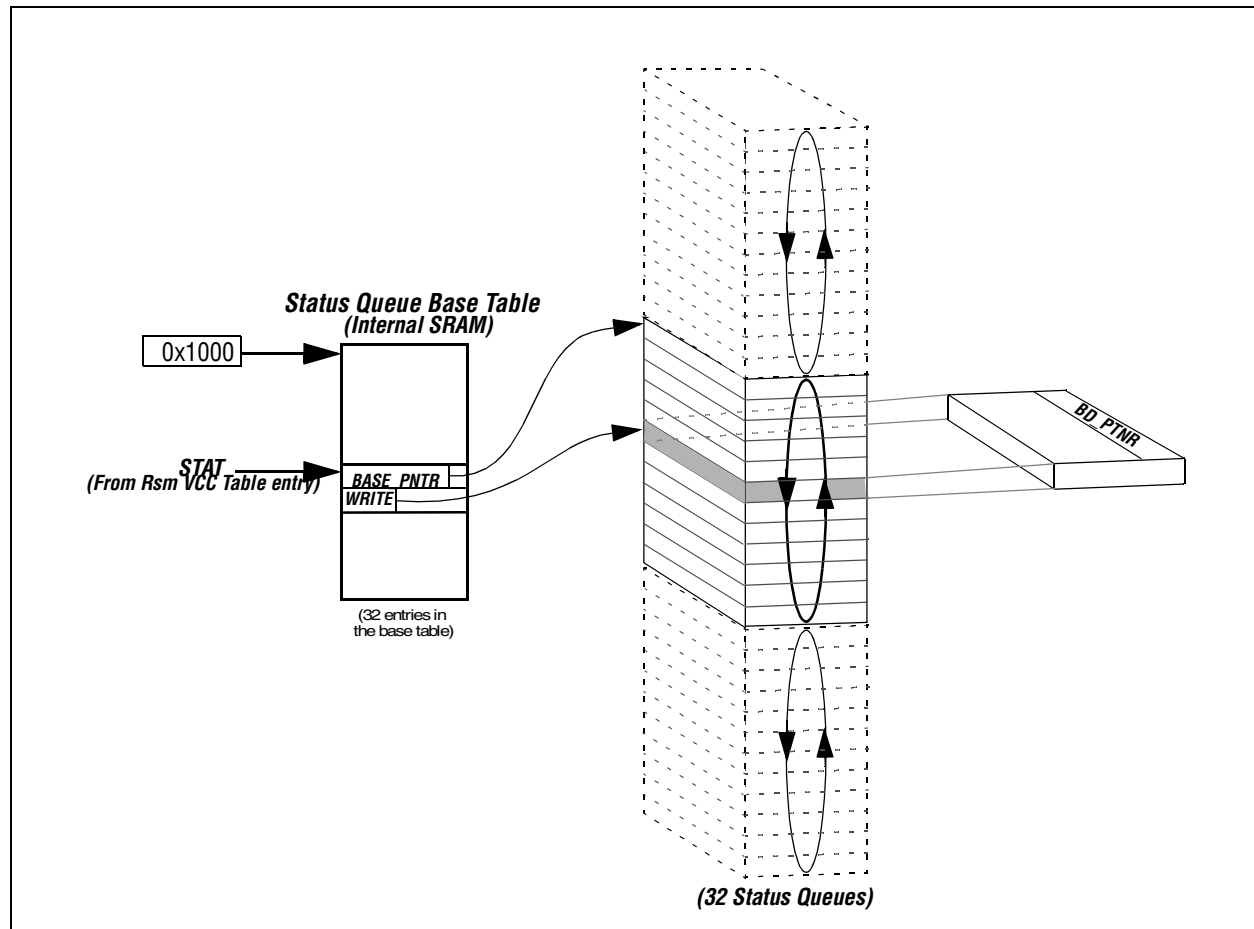 Status Queue Base Table
(Internal SRAM)
0x1000
STAT
(From Rsm VCC Table entry)
BASE_PNTR
WRITE
(32 entries in
the base table)
BD_PTNR
(32 Status Queues)